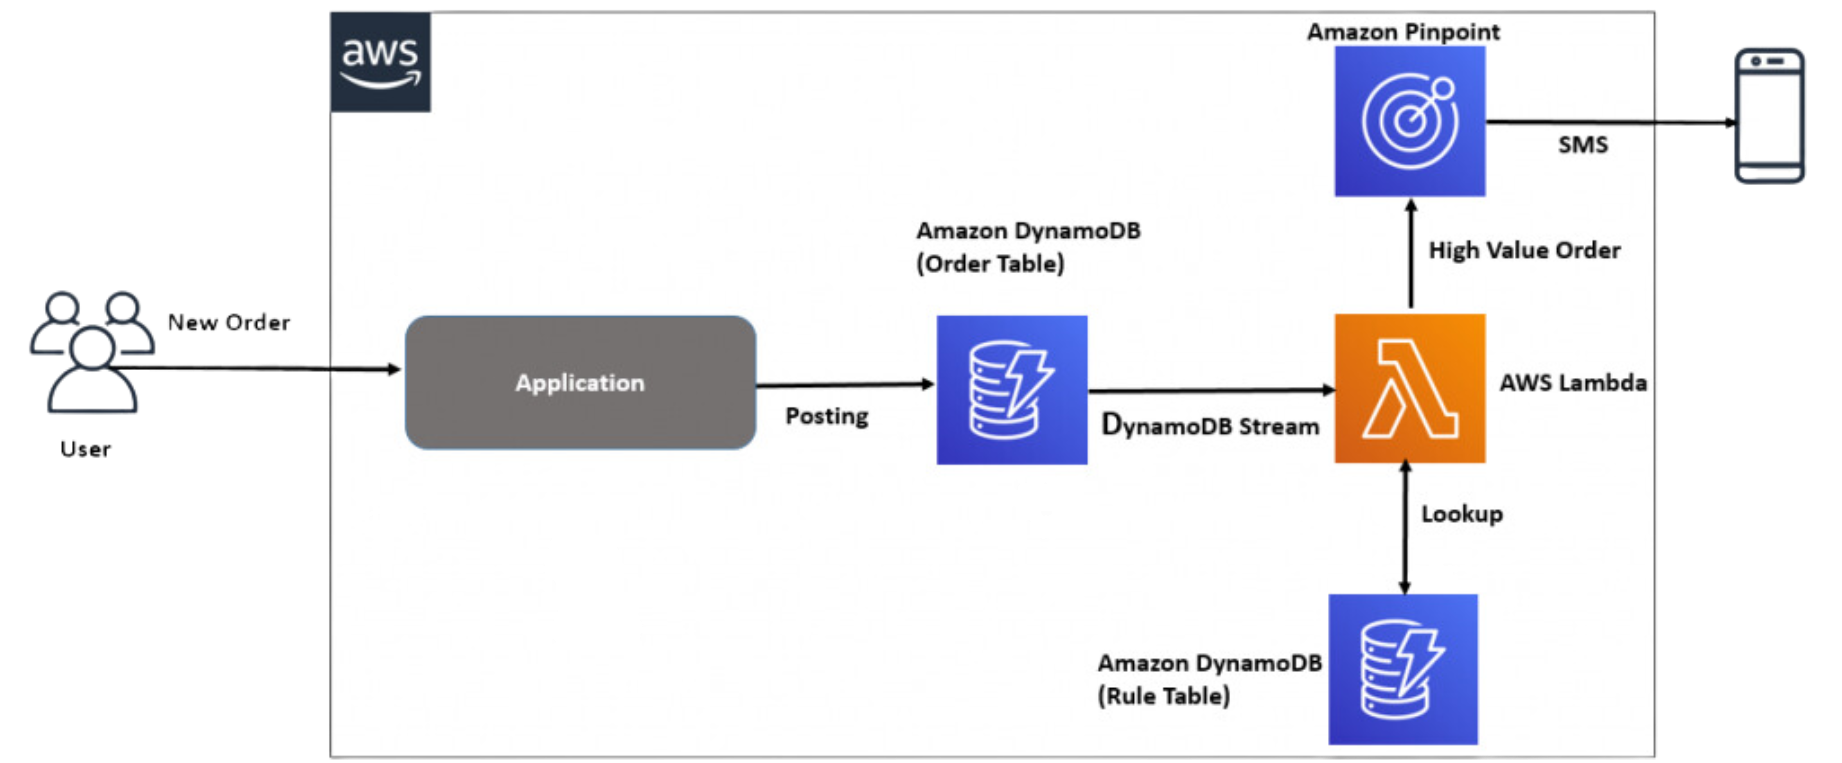 aws
Amazon Pinpoint
SMS
Amazon DynamoDB
(Order Table)
High Value Order
New Order
Application
AWS Lambda
Posting
DynamoDB Stream
User
Lookup
Amazon DynamoDB
(Rule Table)